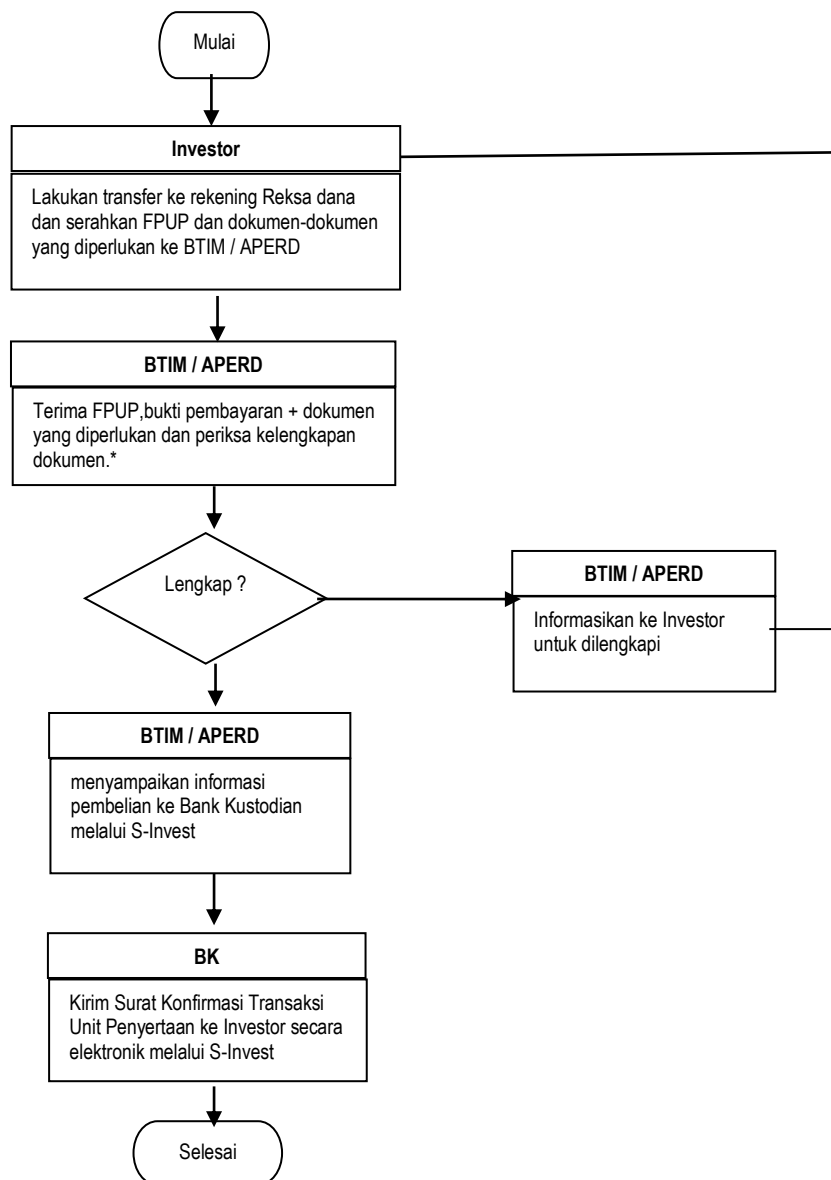 Mulai
Investor
Lakukan transfer ke rekening Reksa dana
dan serahkan FPUP dan dokumen-dokumen
yang diperlukan ke BTIM / APERD
BTIM / APERD
Terima FPUP,bukti pembayaran + dokumen
yang diperlukan dan periksa kelengkapan
dokumen.*
Lengkap ?
BTIM / APERD
Informasikan ke Investor
untuk dilengkapi
BTIM / APERD
menyampaikan informasi
pembelian ke Bank Kustodian
melalui S-Invest
BK
Kirim Surat Konfirmasi Transaksi
Unit Penyertaan ke Investor secara
elektronik melalui S-Invest
Selesai